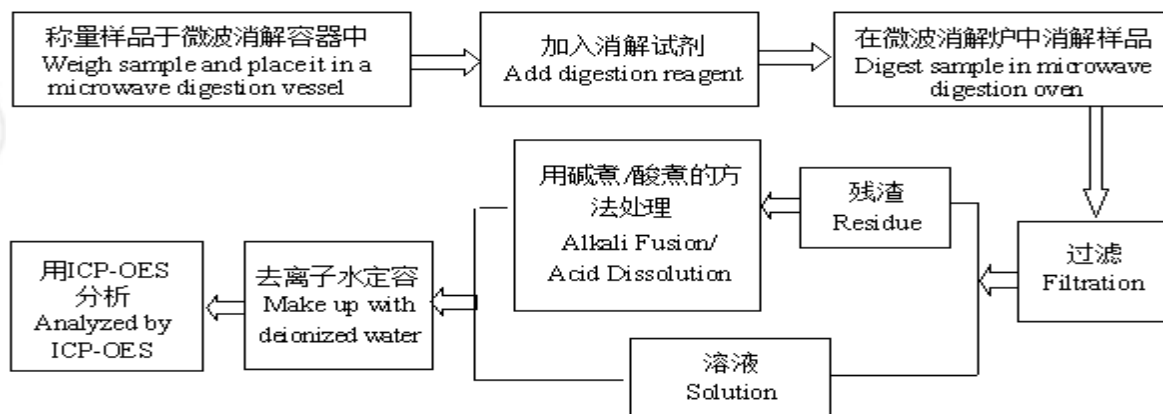 称量样品于微波消解容器中
Weigh sample and place it in a
microwave digestion vessel
加入消解试剂
Add digestion reagent
在微波消解炉中消解样品
Digest sample in microwave
digestion oven
过滤
Filtration
残渣
Residue
用碱煮/酸煮的方
法处理
Alkali Fusion/
Acid Dissolution
溶液
Solution
去离子水定容
Make up with
deionized water
用ICP-OES
分析
Analyzed by
ICP-OES